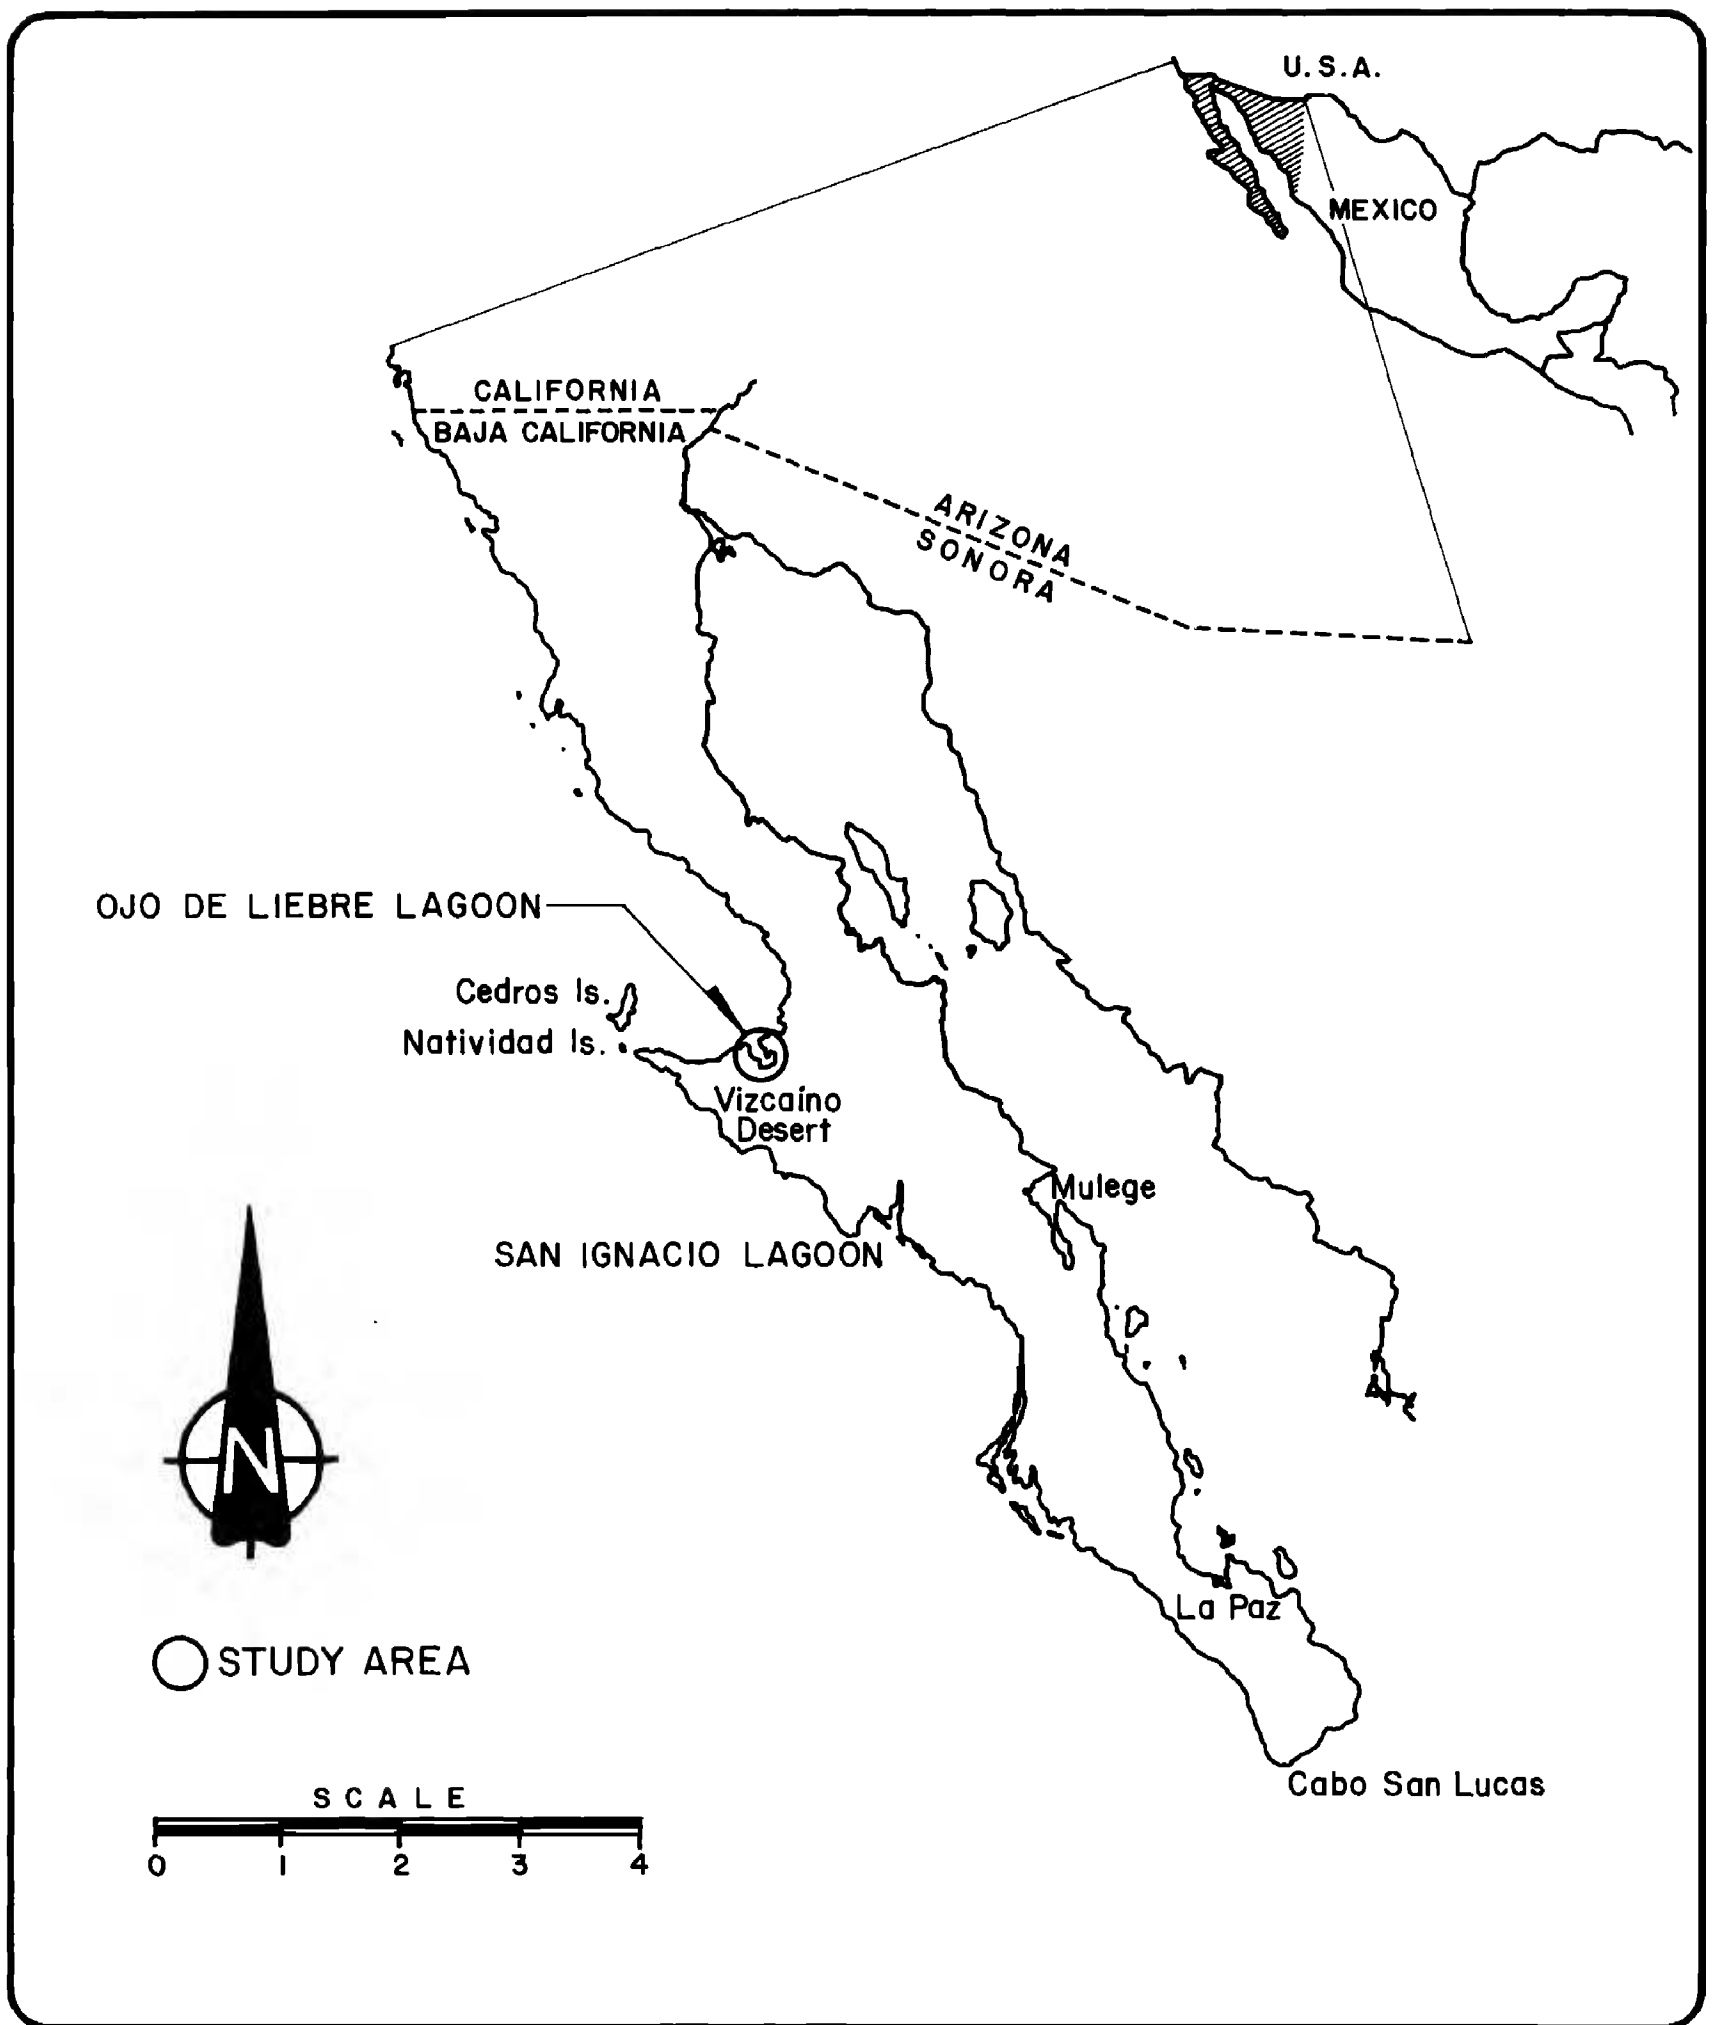 U.S.A.
MEXICO
CALIFORNIA
BAJA CALIFORNIA
ARIZONA
SONORA
OJO DE LIEBRE LAGOON
Cedros Is.
Natividad Is.
Vizcaíno
Desert
Mulege
SAN IGNACIO LAGOON
N
La Paz
STUDY AREA
Cabo San Lucas
SCALE
0 1 2 3 4